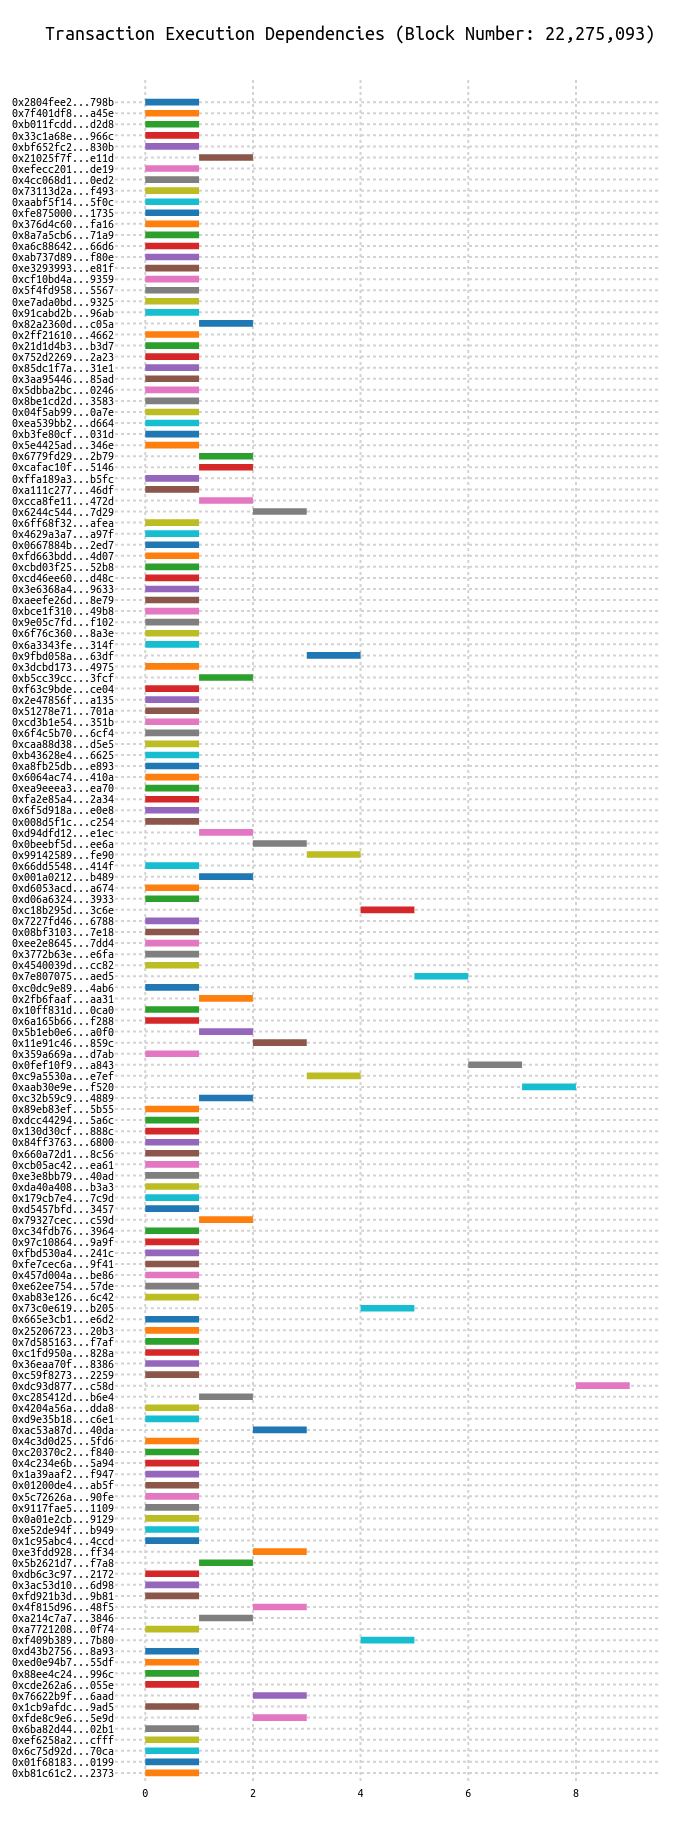 Transaction Execution Dependencies (Block Number: 22,275,093)
0x2804fee2...798b
0x7f401df8...a45e
0xb011fcdd...d2d8
0x33c1a68e...966c
0xbf652fc2...830b
0x21025f7f...e11d
0xefecc201...de19
0x4cc068d1...0ed2
0x73113d2a...f493
0xaabf5f14...5f0c
0xfe875000...1735
0x376d4c60...fa16
0x8a7a5cb6...71a9
0xa6c88642...66d6
0xab737d89...f80e
0xe3293993...e81f
0xcf10bd4a...9359
0x5f4fd958...5567
0xe7ada0bd...9325
0x91cabd2b...96ab
0x82a2360d...c05a
0x2ff21610...4662
0x21d1d4b3...b3d7
0x752d2269...2a23
0x85dc1f7a...31e1
0x3aa95446...85ad
0x5dbba2bc...0246
0x8be1cd2d...3583
0x04f5ab99...0a7e
0xea539bb2...d664
0xb3fe80cf...031d
0x5e4425ad...346e
0x6779fd29...2b79
0xcafac10f...5146
0xffa189a3...b5fc
0xa111c277...46df
0xcca8fe11...472d
0x6244c544...7d29
0x6ff68f32...afea
0x4629a3a7...a97f
0x0667884b...2ed7
0xfd663bdd...4d07
0xcbd03f25...52b8
0xcd46ee60...d48c
0x3e6368a4...9633
0xaeefe26d...8e79
0xbce1f310...49b8
0x9e05c7fd...f102
0x6f76c360...8a3e
0x6a3343fe...314f
0x9fbd058a...63df
0x3dcbd173...4975
0xb5cc39cc...3fcf
0xf63c9bde...ce04
0x2e47856f...a135
0x51278e71...701a
0xcd3b1e54...351b
0x6f4c5b70...6cf4
0xcaa88d38...d5e5
0xb43628e4...6625
0xa8fb25db...e893
0x6064ac74...410a
0xea9eeea3...ea70
0xfa2e85a4...2a34
0x6f5d918a...e0e8
0x008d5f1c...c254
0xd94dfd12...e1ec
0x0beebf5d...ee6a
0x99142589...fe90
0x66dd5548...414f
0x001a0212...b489
0xd6053acd...a674
0xd06a6324...3933
0xc18b295d...3c6e
0x7227fd46...6788
0x08bf3103...7e18
0xee2e8645...7dd4
0x3772b63e...e6fa
0x4540039d...cc82
0x7e807075...aed5
0xc0dc9e89...4ab6
0x2fb6faaf...aa31
0x10ff831d...0ca0
0x6a165b66...f288
0x5b1eb0e6...a0f0
0x11e91c46...859c
0x359a669a...d7ab
0x0fef10f9...a843
0xc9a5530a...e7ef
0xaab30e9e...f520
0xc32b59c9...4889
0x89eb83ef...5b55
0xdcc44294...5a6c
0x130d30cf...888c
0x84ff3763...6800
0x660a72d1...8c56
0xcb05ac42...ea61
0xe3e8bb79...40ad
0xda40a408...b3a3
0x179cb7e4...7c9d
0xd5457bfd...3457
0x79327cec...c59d
0xc34fdb76...3964
0x97c10864...9a9f
0xfbd530a4...241c
0xfe7cec6a...9f41
0x457d004a...be86
0xe62ee754...57de
0xab83e126...6c42
0x73c0e619...b205
0x665e3cb1...e6d2
0x25206723...20b3
0x7d585163...f7af
0xc1fd950a...828a
0x36eaa70f...8386
0xc59f8273...2259
0xdc93d877...c58d
0xc285412d...b6e4
0x4204a56a...dda8
0xd9e35b18...c6e1
0xac53a87d...40da
0x4c3d0d25...5fd6
0xc20370c2...f840
0x4c234e6b...5a94
0x1a39aaf2...f947
0x01200de4...ab5f
0x5c72626a...90fe
0x9117fae5...1109
0x0a01e2cb...9129
0xe52de94f...b949
0x1c95abc4...4ccd
0xe3fdd928...ff34
0x5b2621d7...f7a8
0xdb6c3c97...2172
0x3ac53d10...6d98
0xfd921b3d...9b81
0x4f815d96...48f5
0xa214c7a7...3846
0xa7721208...0f74
0xf409b389...7b80
0xd43b2756...8a93
0xed0e94b7...55df
0x88ee4c24...996c
0xcde262a6...055e
0x76622b9f...6aad
0x1cb9afdc...9ad5
0xfde8c9e6...5e9d
0x6ba82d44...02b1
0xef6258a2...cfff
0x6c75d92d...70ca
0x01f68183...0199
0xb81c61c2...2373
0 2 4 6 8